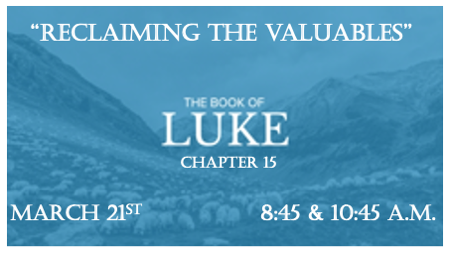 “RECLAIMING THE VALUABLES”
THE BOOK OF
LUKE
CHAPTER 15
MARCH 21ST 8:45 & 10:45 A.M.